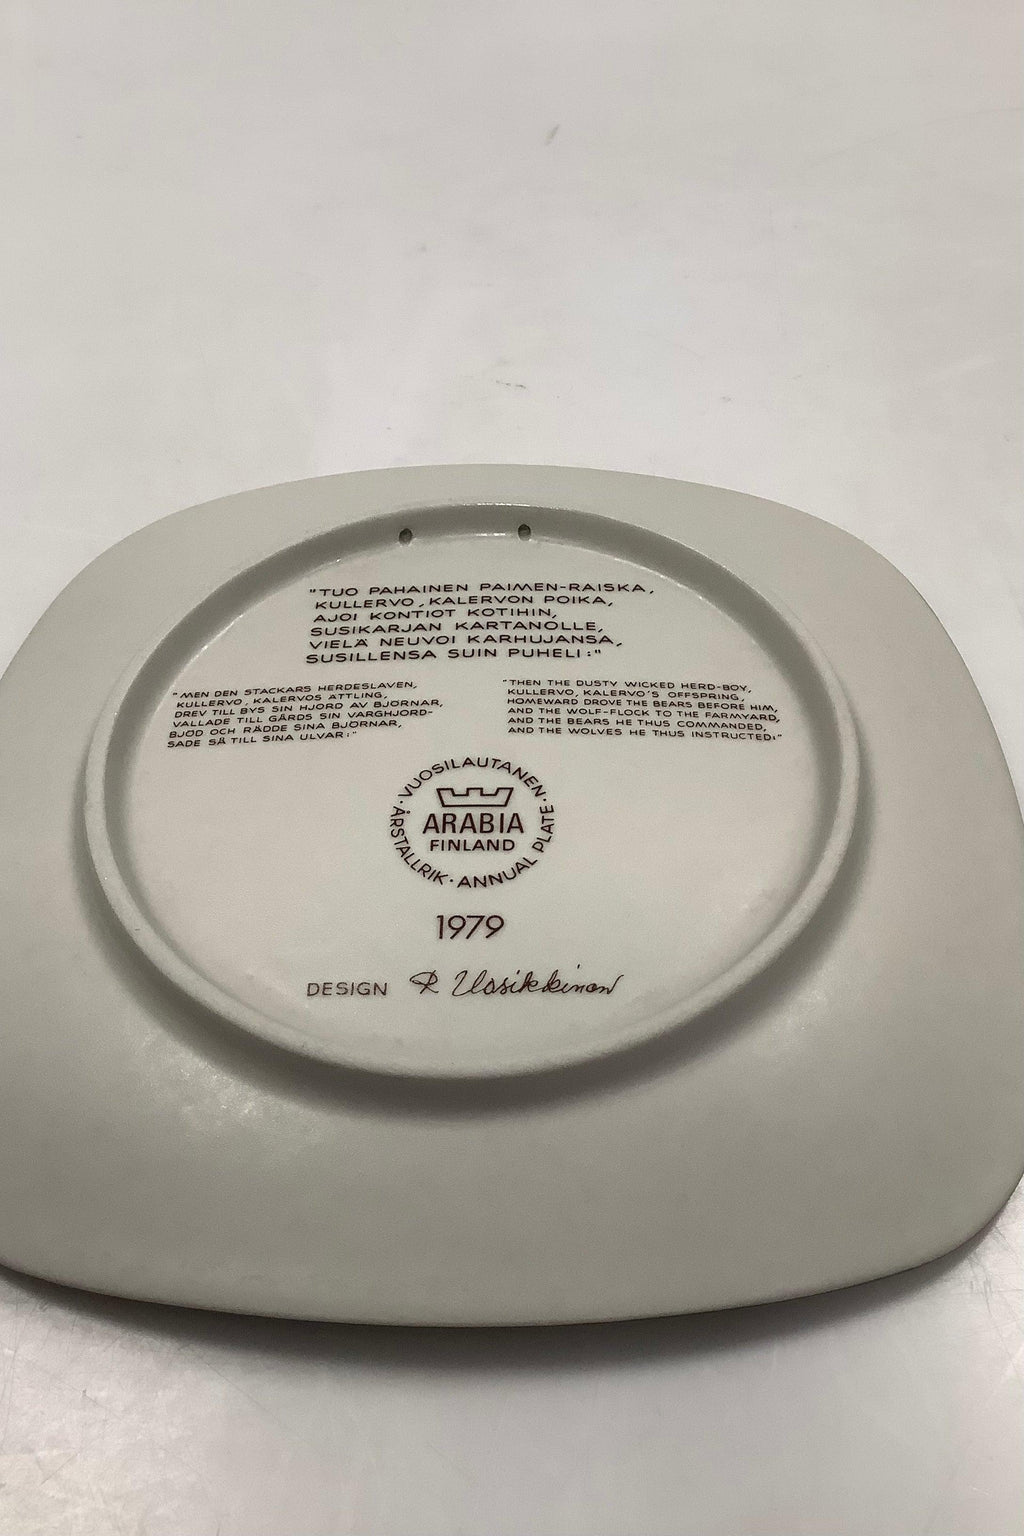 "TUO PAHAINEN PAIMEN-RAISKA,
KULLERVO, KALERVON POIKA,
AJOI KONTIOT KOTIHIN,
SUSIKARJAN KARTANOLLE,
VIELÄ NEUVOI KARHUJANSA,
SUSILLENSA SUIN PUHELI:"
"MEN DEN STACKARS HERDESLAVEN,
KULLERVO, KALERVOS ÄTTLING,
DREV TILL BYS SIN HJORD AV BJÖRNAR,
VALLADE TILL GÅRDS SIN VARGHJORD-
BJÖD OCH RÄDDE SINA BJÖRNAR,
SADE SÅ TILL SINA ULVAR:"
"THEN THE DUSTY WICKED HERD-BOY,
KULLERVO, KALERVO'S OFFSPRING,
HOMEWARD DROVE THE BEARS BEFORE HIM,
AND THE WOLF-FLOCK TO THE FARMYARD,
AND THE BEARS HE THUS COMMANDED,
AND THE WOLVES HE THUS INSTRUCTED:"
· VUOSILAUTANEN · ANNUAL PLATE · ÅRSTALLRIK
ARABIA
FINLAND
1979
DESIGN R Uosikkinen